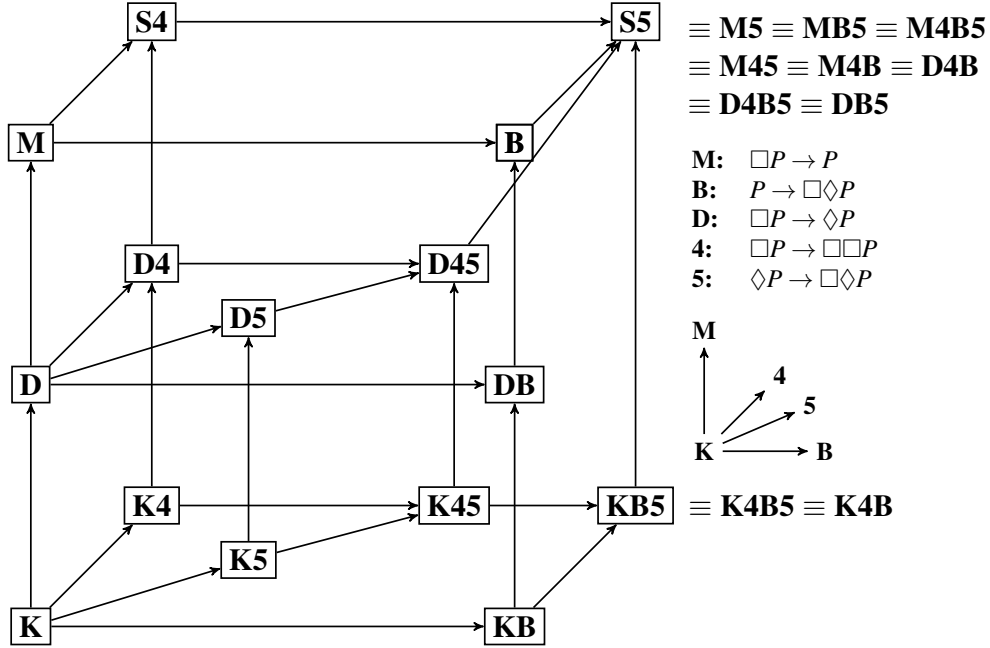 S4
S5
≡ M5 ≡ MB5 ≡ M4B5
≡ M45 ≡ M4B ≡ D4B
≡ D4B5 ≡ DB5
M
B
M: □P → P
B: P → □◊P
D: □P → ◊P
4: □P → □□P
5: ◊P → □◊P
D4
D45
D5
D
DB
M
4
5
K
B
K4
K45
KB5
≡ K4B5 ≡ K4B
K5
K
KB